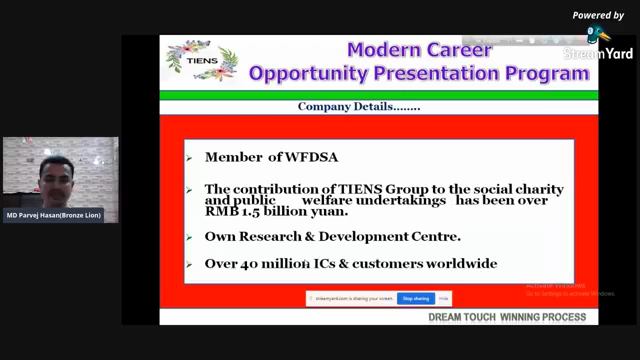 Powered by
StreamYard
TIENS
Modern Career
Opportunity Presentation Program
Company Details........
Member of WFDSA
The contribution of TIENS Group to the social charity
and public welfare undertakings has been over
RMB 1.5 billion yuan.
Own Research & Development Centre.
Over 40 million ICs & customers worldwide
MD Parvej Hasan(Bronze Lion)
streamyard.com is sharing your screen.
Stop sharing
Hide
Activate Windows
Go to Settings to activate Windows.
DREAM TOUCH WINNING PROCESS